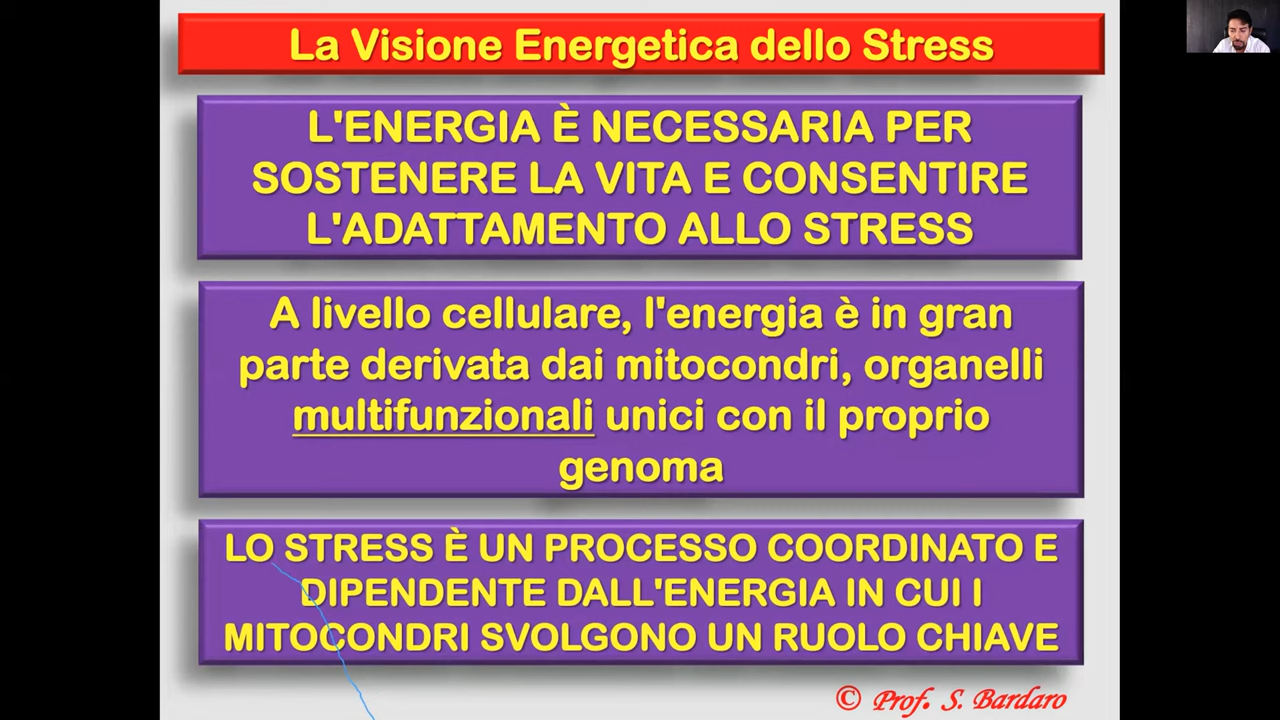 La Visione Energetica dello Stress
L'ENERGIA È NECESSARIA PER
SOSTENERE LA VITA E CONSENTIRE
L'ADATTAMENTO ALLO STRESS
A livello cellulare, l'energia è in gran
parte derivata dai mitocondri, organelli
multifunzionali unici con il proprio
genoma
LO STRESS È UN PROCESSO COORDINATO E
DIPENDENTE DALL'ENERGIA IN CUI I
MITOCONDRI SVOLGONO UN RUOLO CHIAVE
© Prof. S. Bardaro